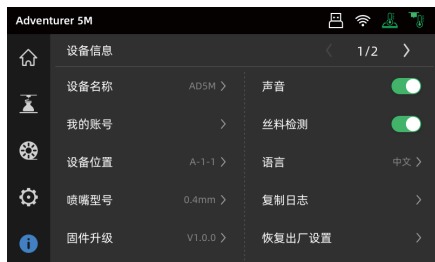 Adventurer 5M
设备信息
1/2
设备名称 AD5M
声音
我的账号
丝料检测
设备位置 A-1-1
语言 中文
喷嘴型号 0.4mm
复制日志
固件升级 V1.0.0
恢复出厂设置